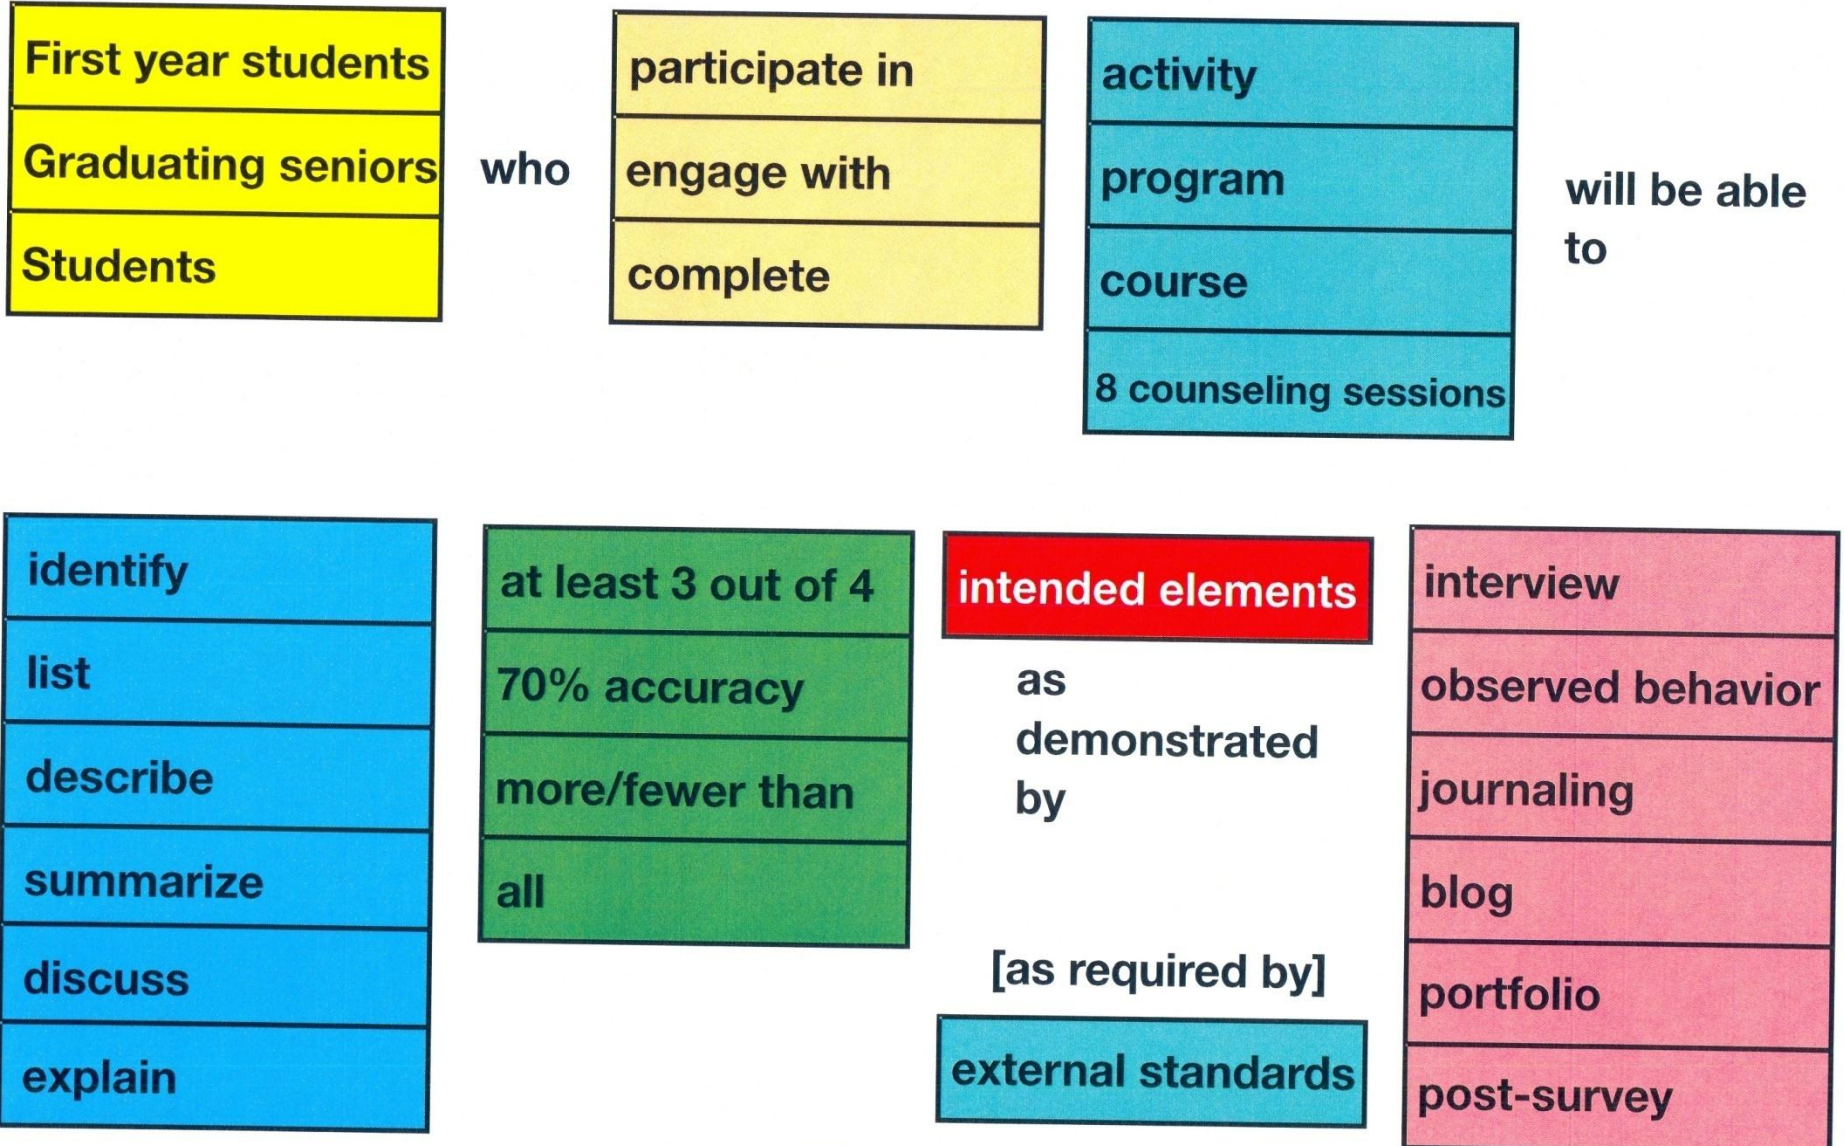 First year students
Graduating seniors
Students
who
participate in
engage with
complete
activity
program
course
8 counseling sessions
will be able
to
identify
list
describe
summarize
discuss
explain
at least 3 out of 4
70% accuracy
more/fewer than
all
intended elements
as
demonstrated
by
[as required by]
external standards
interview
observed behavior
journaling
blog
portfolio
post-survey